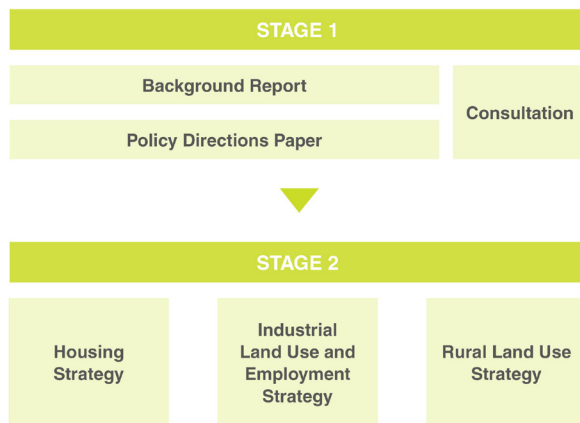 STAGE 1
Background Report
Policy Directions Paper
Consultation
STAGE 2
Housing
Strategy
Industrial
Land Use and
Employment
Strategy
Rural Land Use
Strategy